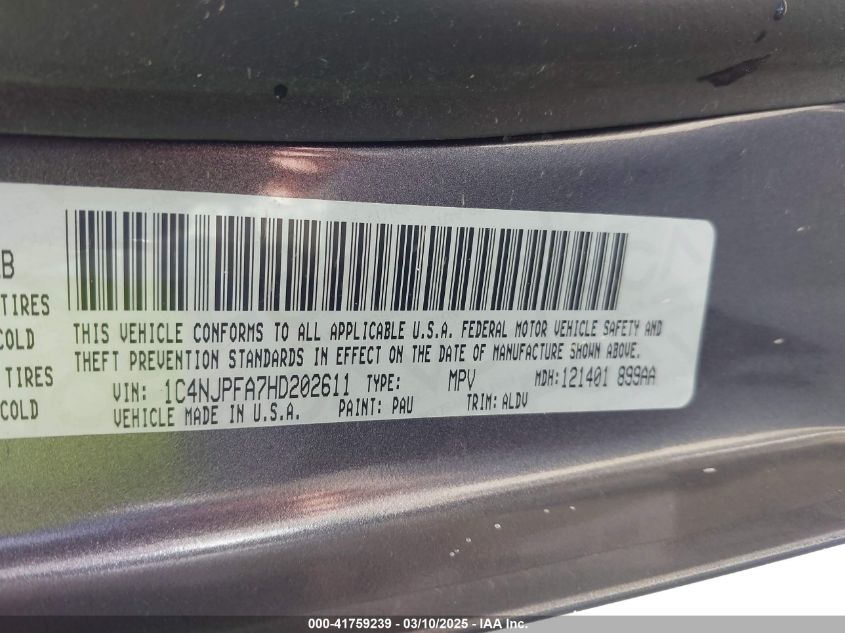 B
TIRES
COLD
TIRES
COLD
THIS VEHICLE CONFORMS TO ALL APPLICABLE U.S.A. FEDERAL MOTOR VEHICLE SAFETY AND
THEFT PREVENTION STANDARDS IN EFFECT ON THE DATE OF MANUFACTURE SHOWN ABOVE.
VIN: 1C4NJPFA7HD202611 TYPE: MPV MDH:121401 899AA
VEHICLE MADE IN U.S.A. PAINT: PAU TRIM: ALDV
000-41759239 - 03/10/2025 - IAA Inc.